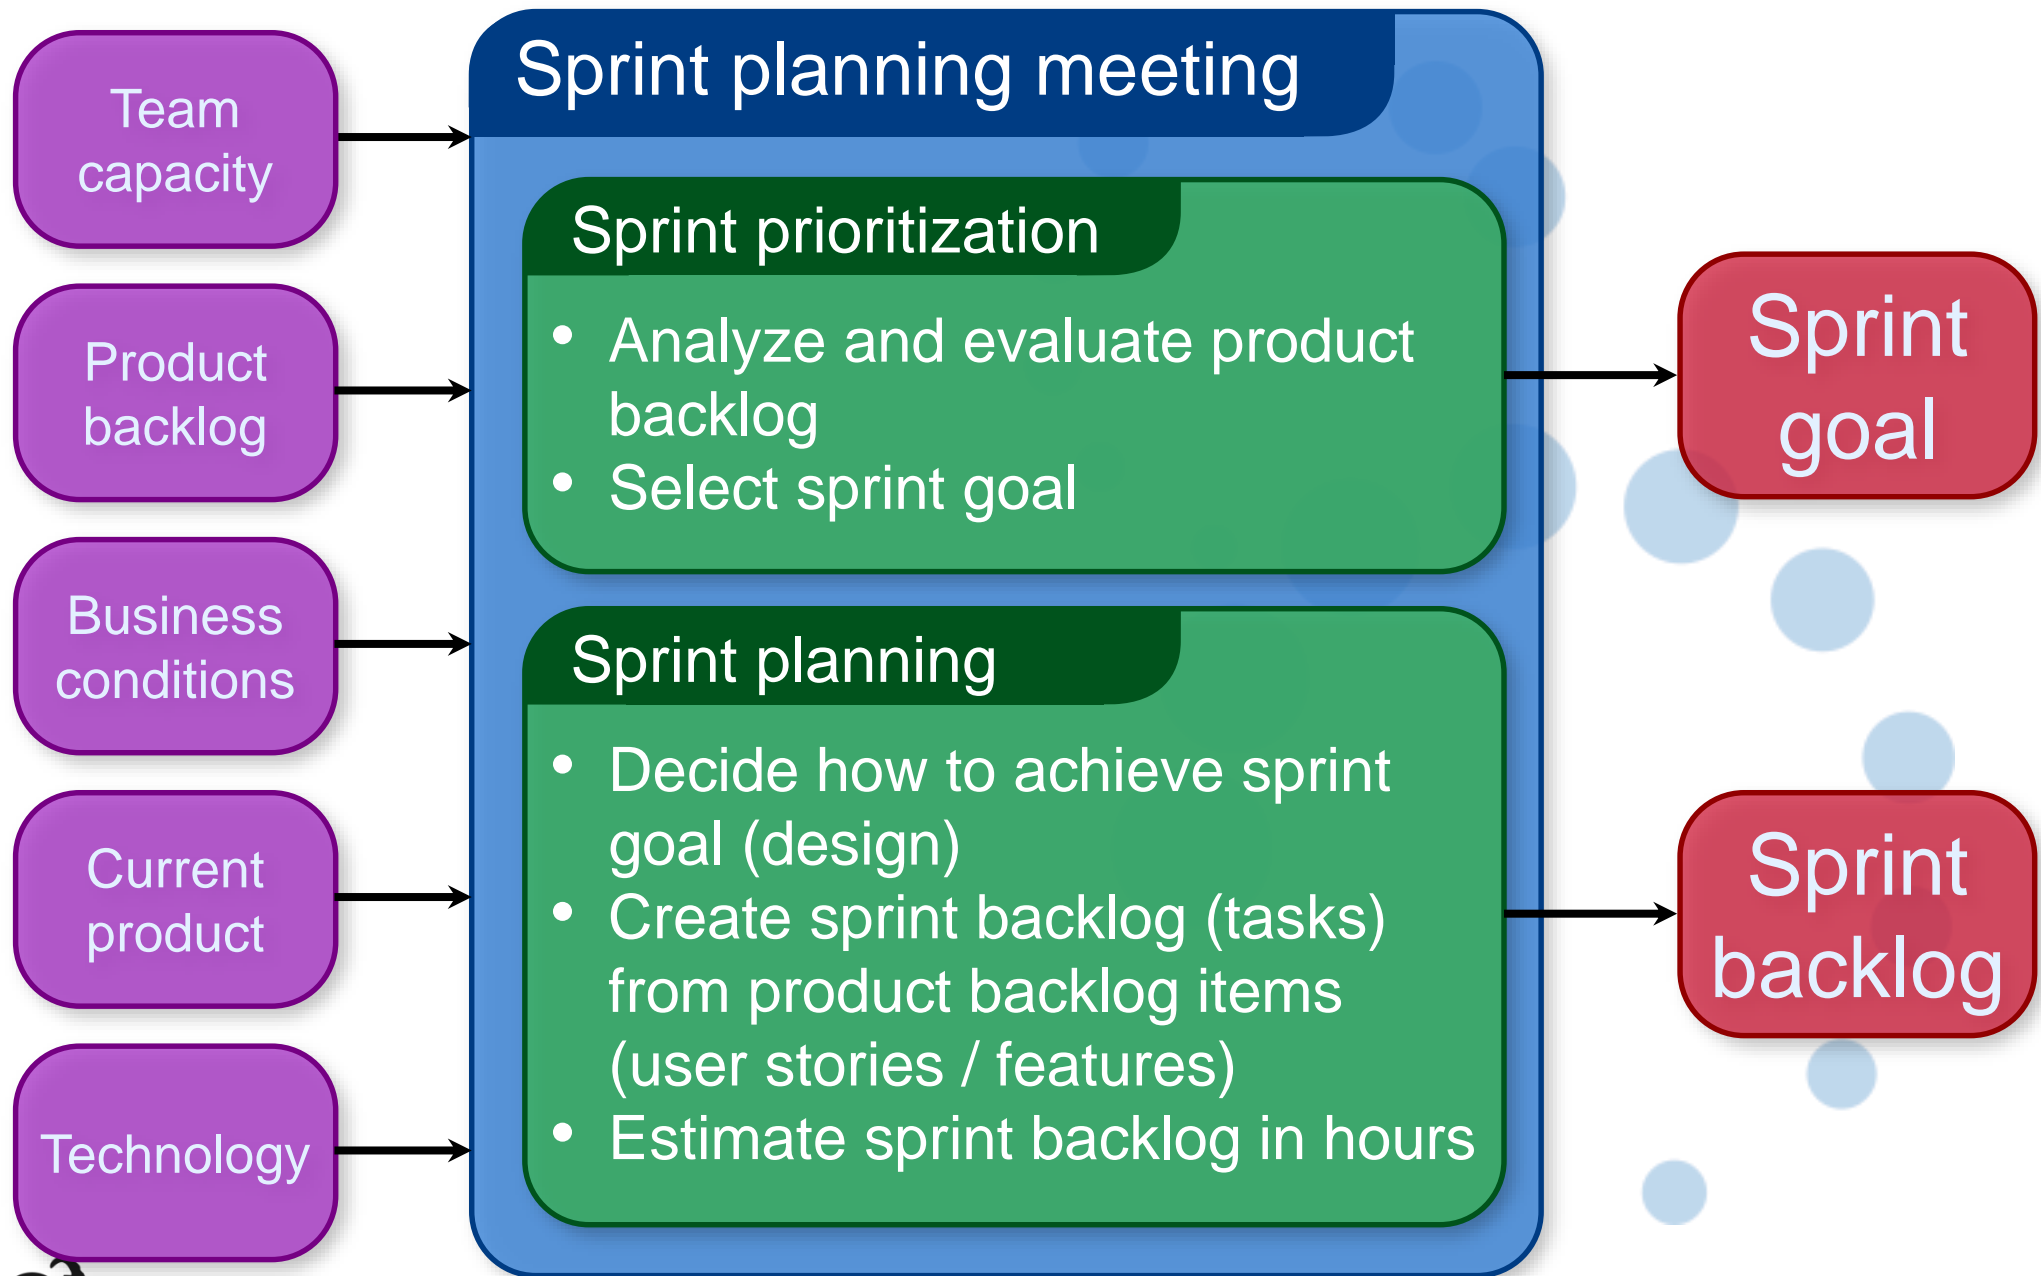 Team
capacity
Product
backlog
Business
conditions
Current
product
Technology
Sprint planning meeting
Sprint prioritization
• Analyze and evaluate product
backlog
• Select sprint goal
Sprint planning
• Decide how to achieve sprint
goal (design)
• Create sprint backlog (tasks)
from product backlog items
(user stories / features)
• Estimate sprint backlog in hours
Sprint
goal
Sprint
backlog